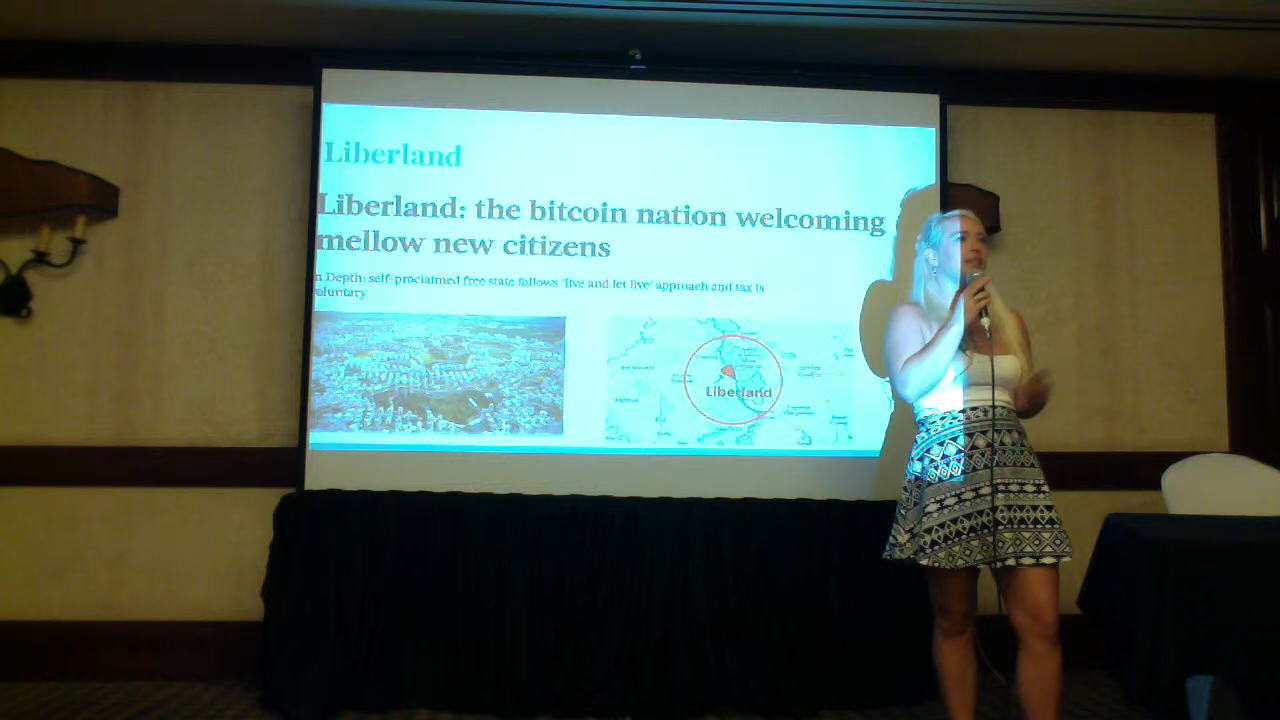 Liberland
Liberland: the bitcoin nation welcoming
mellow new citizens
n Depth: self-proclaimed free state follows 'live and let live' approach and tax is
oluntary
Liberland